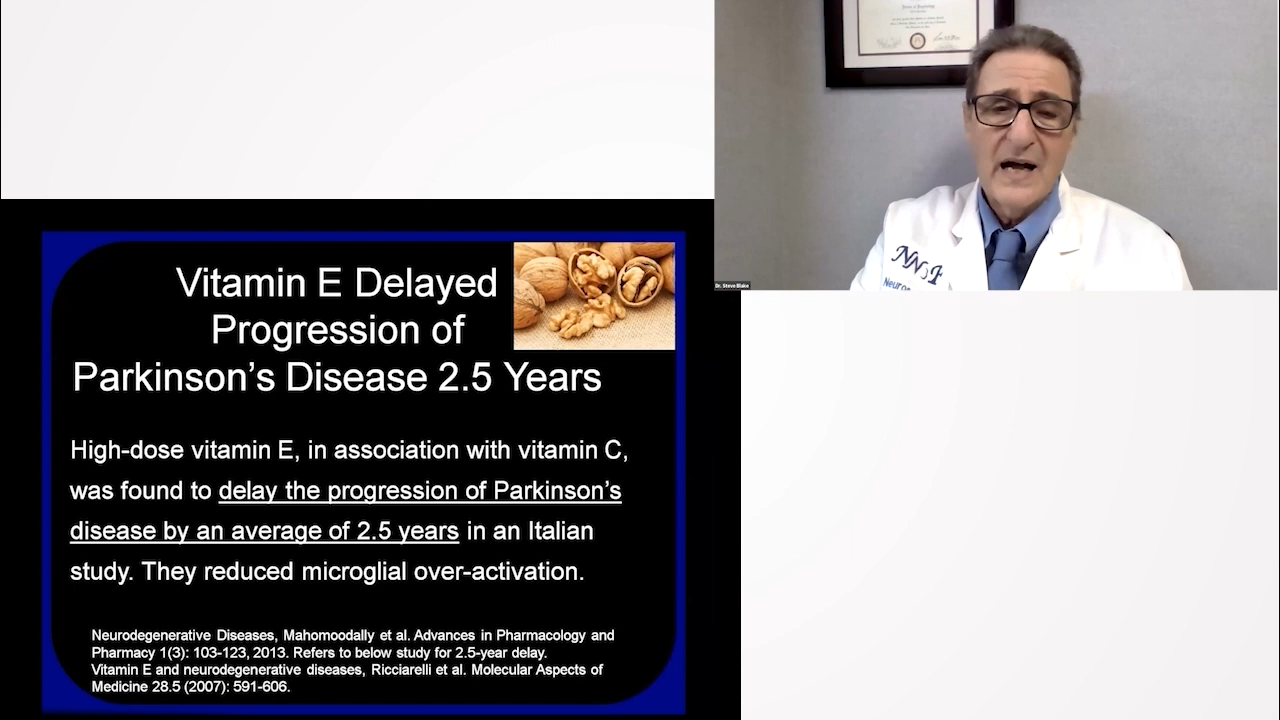 Vitamin E Delayed
Progression of
Parkinson's Disease 2.5 Years
High-dose vitamin E, in association with vitamin C,
was found to delay the progression of Parkinson's
disease by an average of 2.5 years in an Italian
study. They reduced microglial over-activation.
Neurodegenerative Diseases, Mahomoodally et al. Advances in Pharmacology and
Pharmacy 1(3): 103-123, 2013. Refers to below study for 2.5-year delay.
Vitamin E and neurodegenerative diseases, Ricciarelli et al. Molecular Aspects of
Medicine 28.5 (2007): 591-606.
Dr. Steve Blake